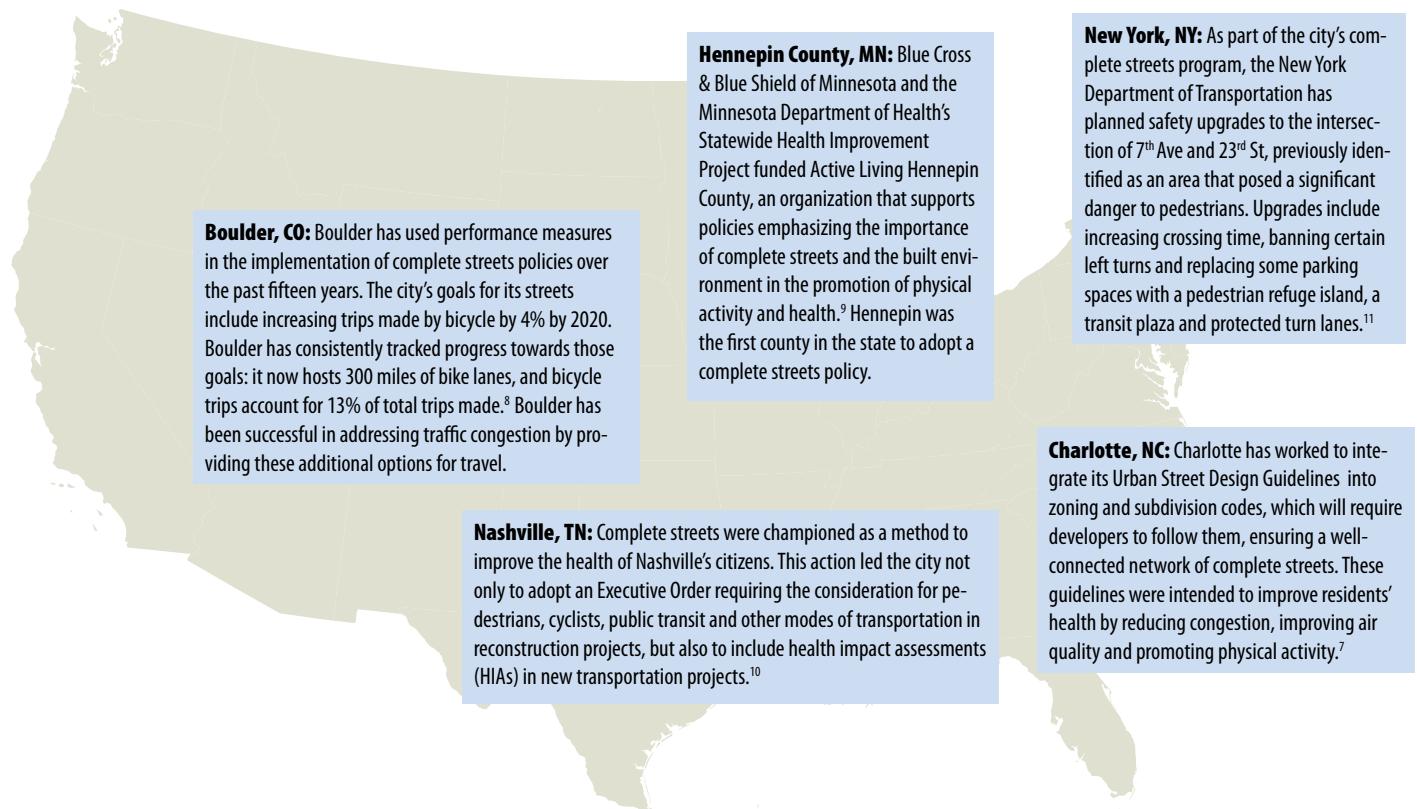 Boulder, CO: Boulder has used performance measures
in the implementation of complete streets policies over
the past fifteen years. The city’s goals for its streets
include increasing trips made by bicycle by 4% by 2020.
Boulder has consistently tracked progress towards those
goals: it now hosts 300 miles of bike lanes, and bicycle
trips account for 13% of total trips made.8 Boulder has
been successful in addressing traffic congestion by pro-
viding these additional options for travel.
Hennepin County, MN: Blue Cross
& Blue Shield of Minnesota and the
Minnesota Department of Health’s
Statewide Health Improvement
Project funded Active Living Hennepin
County, an organization that supports
policies emphasizing the importance
of complete streets and the built envi-
ronment in the promotion of physical
activity and health.9 Hennepin was
the first county in the state to adopt a
complete streets policy.
New York, NY: As part of the city’s com-
plete streets program, the New York
Department of Transportation has
planned safety upgrades to the intersec-
tion of 7th Ave and 23rd St, previously iden-
tified as an area that posed a significant
danger to pedestrians. Upgrades include
increasing crossing time, banning certain
left turns and replacing some parking
spaces with a pedestrian refuge island, a
transit plaza and protected turn lanes.11
Nashville, TN: Complete streets were championed as a method to
improve the health of Nashville’s citizens. This action led the city not
only to adopt an Executive Order requiring the consideration for pe-
destrians, cyclists, public transit and other modes of transportation in
reconstruction projects, but also to include health impact assessments
(HIAs) in new transportation projects.10
Charlotte, NC: Charlotte has worked to inte-
grate its Urban Street Design Guidelines into
zoning and subdivision codes, which will require
developers to follow them, ensuring a well-
connected network of complete streets. These
guidelines were intended to improve residents’
health by reducing congestion, improving air
quality and promoting physical activity.7